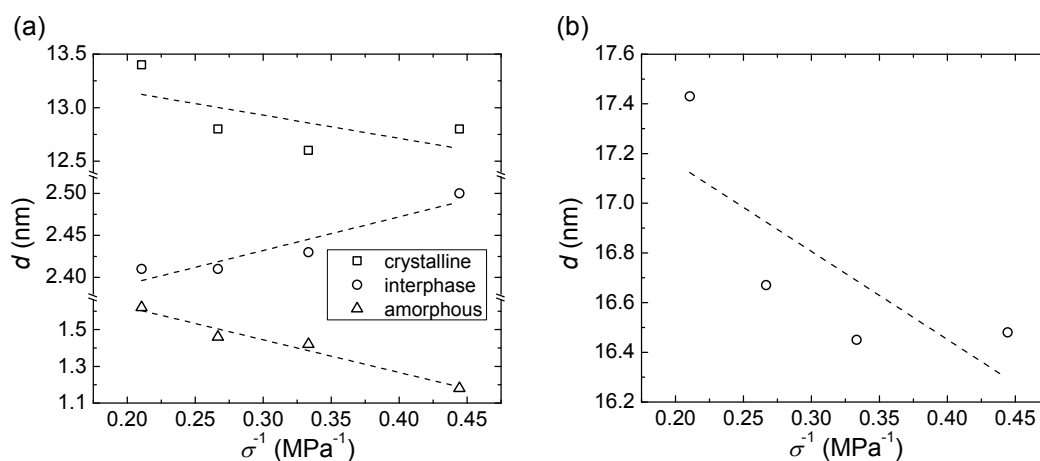 (a)
13.5
13.0
12.5
2.50
2.45
2.40
1.5
1.3
1.1
d (nm)
crystalline
interphase
amorphous
0.20 0.25 0.30 0.35 0.40 0.45
σ⁻¹ (MPa⁻¹)
(b)
17.6
17.4
17.2
17.0
16.8
16.6
16.4
16.2
d (nm)
0.20 0.25 0.30 0.35 0.40 0.45
σ⁻¹ (MPa⁻¹)